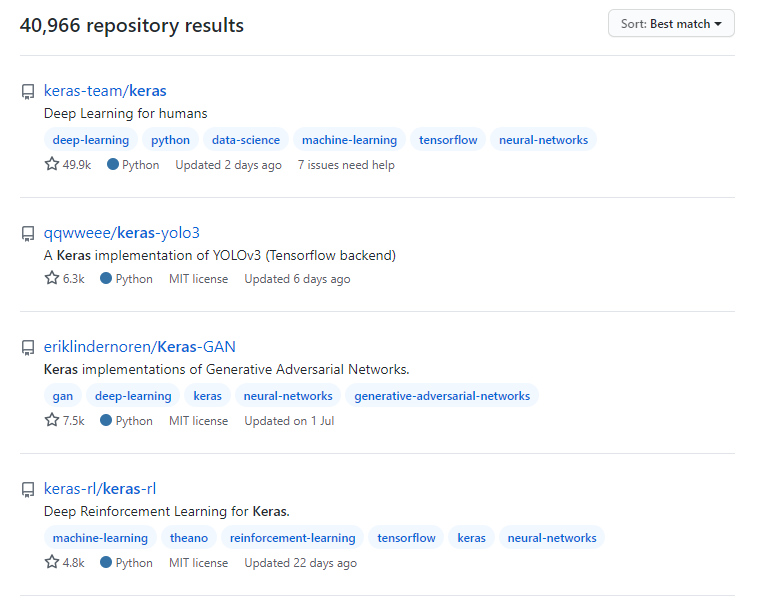 40,966 repository results
Sort: Best match
keras-team/keras
Deep Learning for humans
deep-learning python data-science machine-learning tensorflow neural-networks
49.9k Python Updated 2 days ago 7 issues need help
qqwweee/keras-yolo3
A Keras implementation of YOLOv3 (Tensorflow backend)
6.3k Python MIT license Updated 6 days ago
eriklindernoren/Keras-GAN
Keras implementations of Generative Adversarial Networks.
gan deep-learning keras neural-networks generative-adversarial-networks
7.5k Python MIT license Updated on 1 Jul
keras-rl/keras-rl
Deep Reinforcement Learning for Keras.
machine-learning theano reinforcement-learning tensorflow keras neural-networks
4.8k Python MIT license Updated 22 days ago